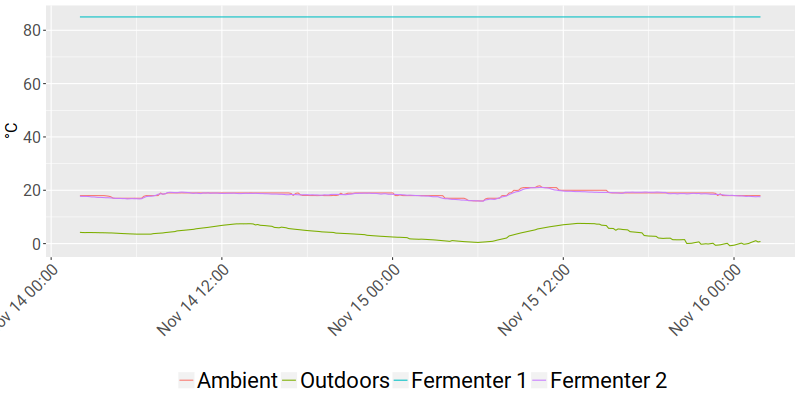 80
60
40
20
0
°C
14 00:00
Nov 14 12:00
Nov 15 00:00
Nov 15 12:00
Nov 16 00:00
Ambient Outdoors Fermenter 1 Fermenter 2